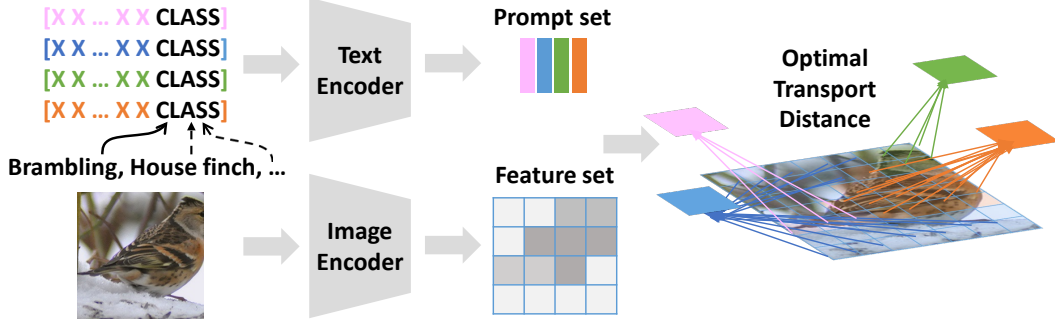 [X X ... X X CLASS]
[X X ... X X CLASS]
[X X ... X X CLASS]
[X X ... X X CLASS]
Brambling, House finch, ...
Text
Encoder
Image
Encoder
Prompt set
Feature set
Optimal
Transport
Distance